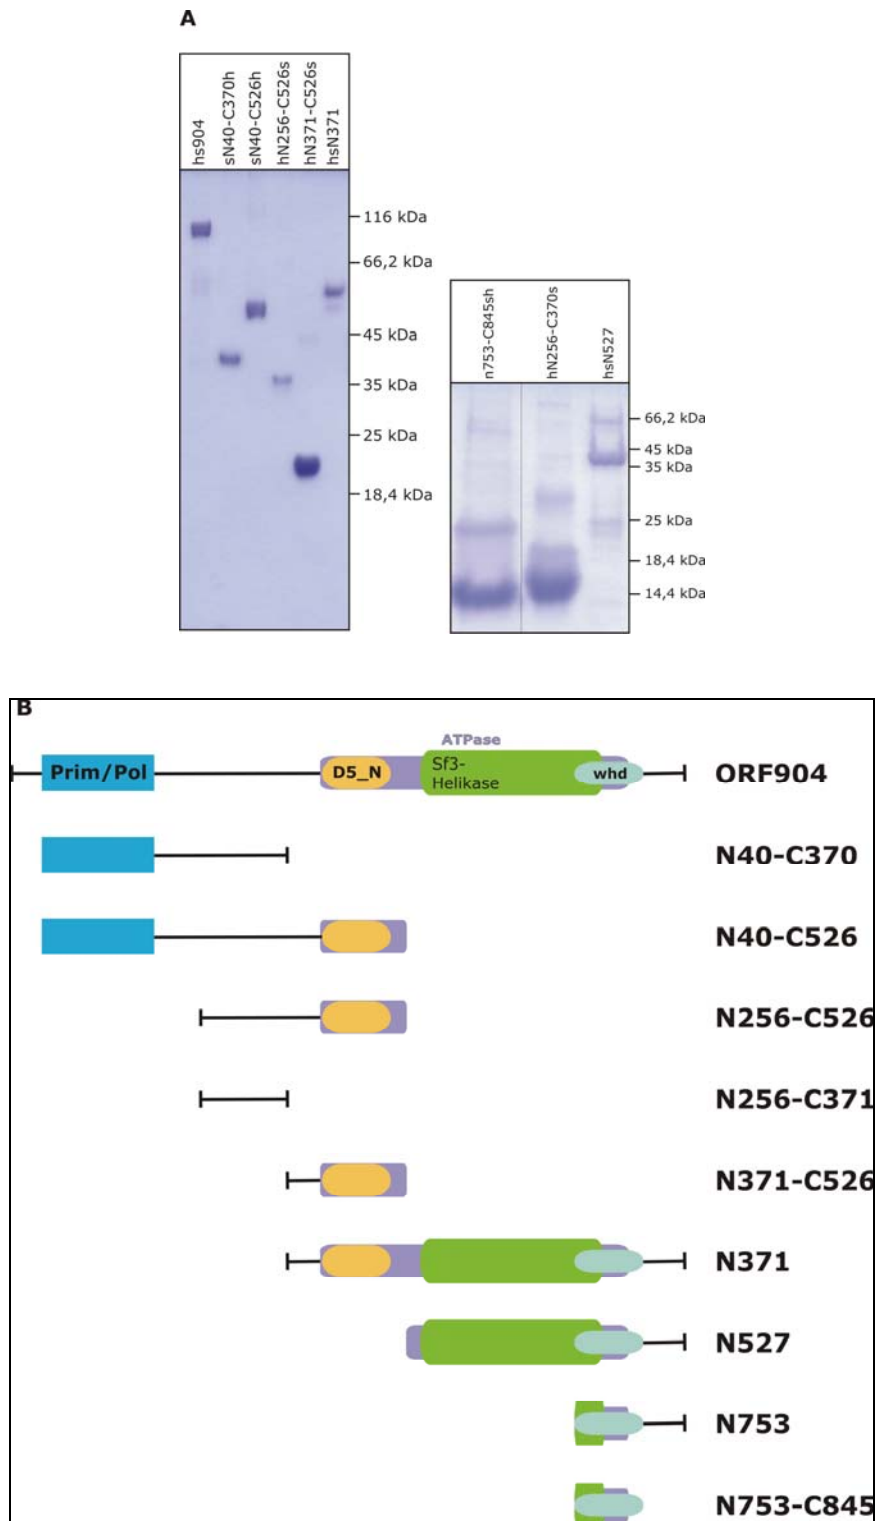 A
hs904
sN40-C370h
sN40-C526h
hN256-C526s
hN371-C526s
hsN371
116 kDa
66,2 kDa
45 kDa
35 kDa
25 kDa
18,4 kDa
n753-C845sh
hN256-C370s
hsN527
66,2 kDa
45 kDa
35 kDa
25 kDa
18,4 kDa
14,4 kDa
B
ATPase
Prim/Pol
D5_N
Sf3-
Helikase
whd
ORF904
N40-C370
N40-C526
N256-C526
N256-C371
N371-C526
N371
N527
N753
N753-C845